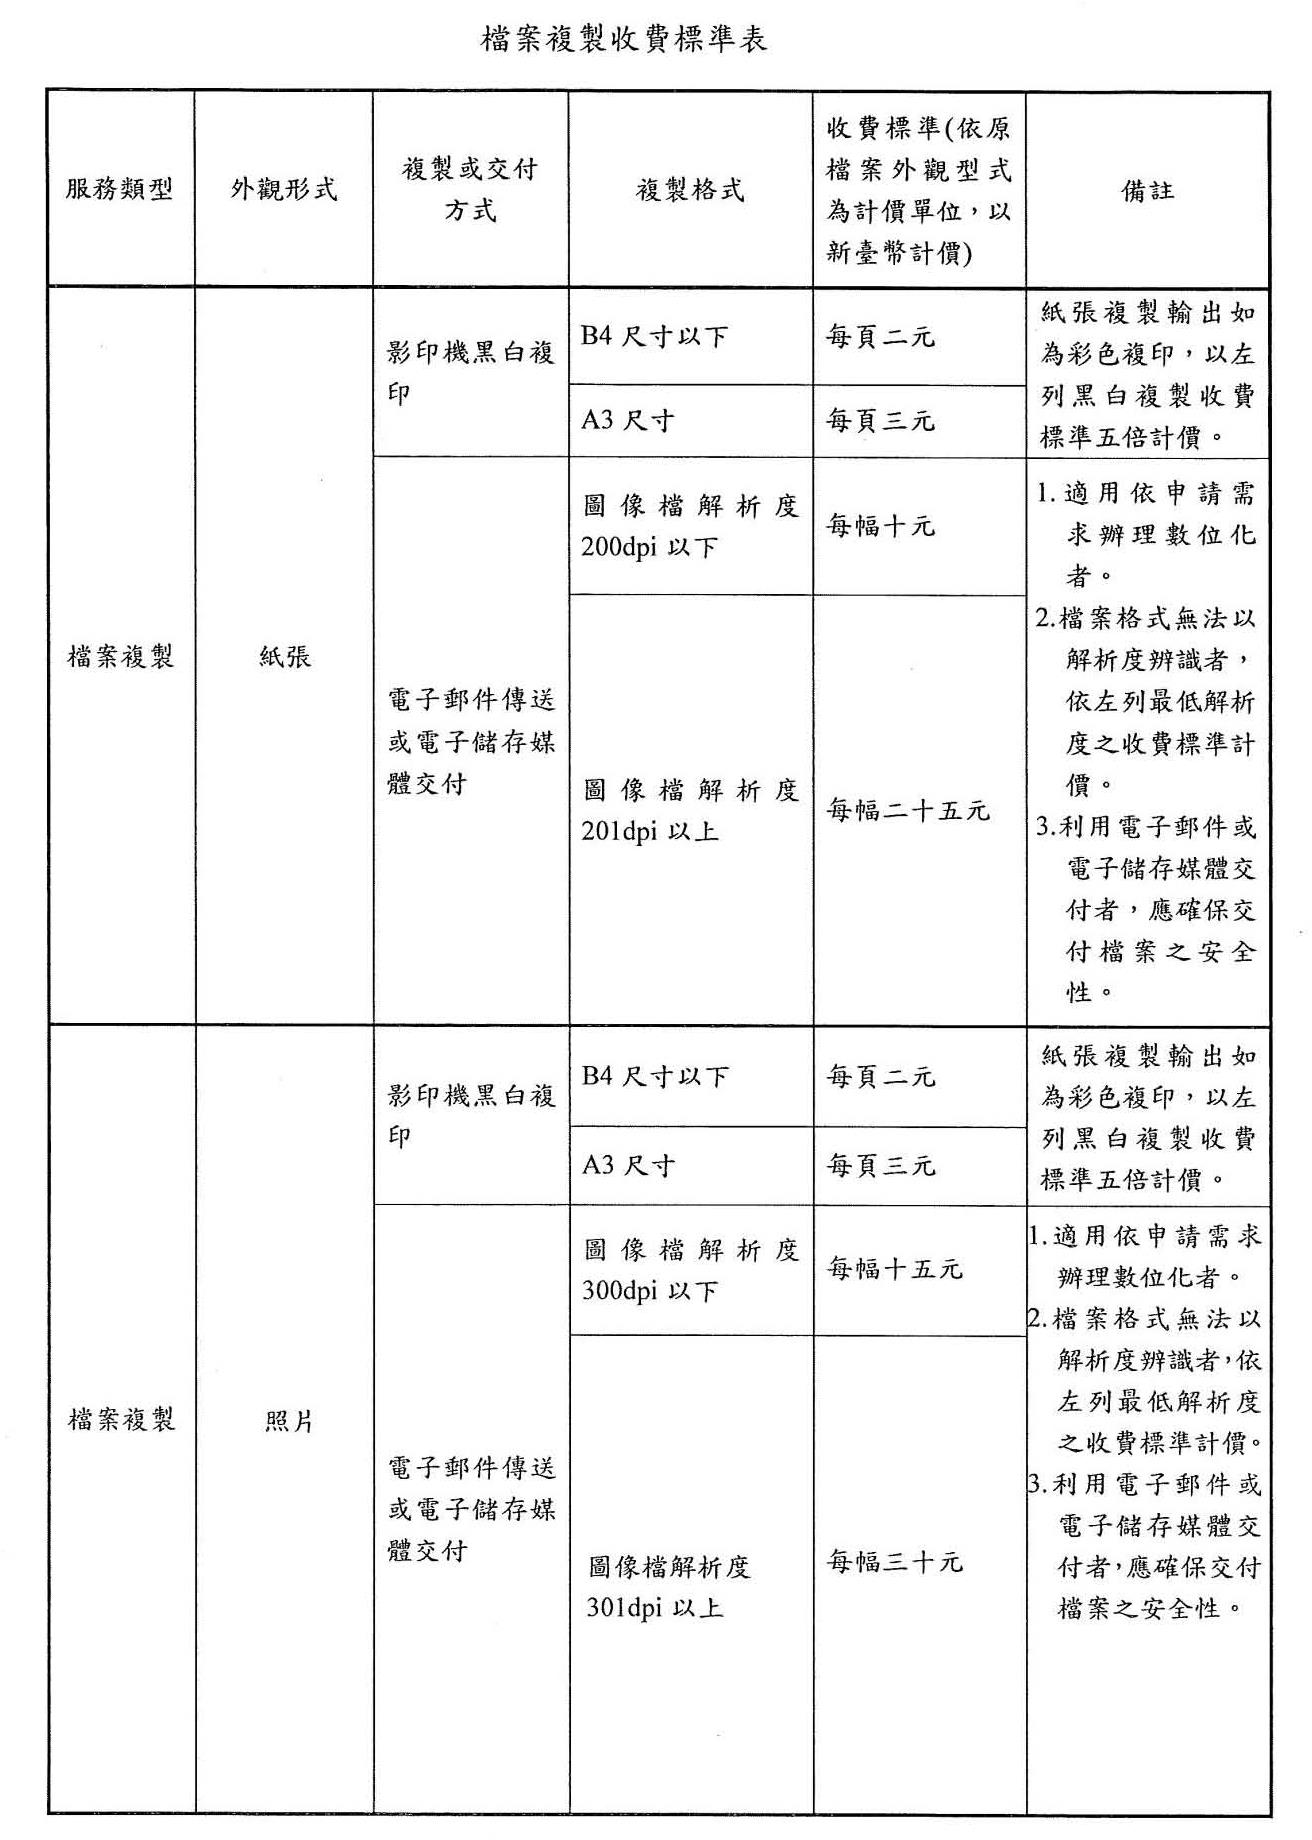 檔案複製收費標準表
服務類型
外觀形式
複製或交付
方式
複製格式
收費標準(依原
檔案外觀型式
為計價單位，以
新臺幣計價)
備註
檔案複製
紙張
影印機黑白複
印
B4 尺寸以下
每頁二元
A3 尺寸
每頁三元
紙張複製輸出如
為彩色複印，以左
列黑白複製收費
標準五倍計價。
電子郵件傳送
或電子儲存媒
體交付
圖像檔解析度
200dpi 以下
每幅十元
圖像檔解析度
201dpi 以上
每幅二十五元
1.適用依申請需
求辦理數位化
者。
2.檔案格式無法以
解析度辨識者，
依左列最低解析
度之收費標準計
價。
3.利用電子郵件或
電子儲存媒體交
付者，應確保交
付檔案之安全
性。
檔案複製
照片
影印機黑白複
印
B4 尺寸以下
每頁二元
A3 尺寸
每頁三元
紙張複製輸出如
為彩色複印，以左
列黑白複製收費
標準五倍計價。
電子郵件傳送
或電子儲存媒
體交付
圖像檔解析度
300dpi 以下
每幅十五元
圖像檔解析度
301dpi 以上
每幅三十元
1.適用依申請需求
辦理數位化者。
2.檔案格式無法以
解析度辨識者，依
左列最低解析度
之收費標準計價。
3.利用電子郵件或
電子儲存媒體交
付者，應確保交付
檔案之安全性。